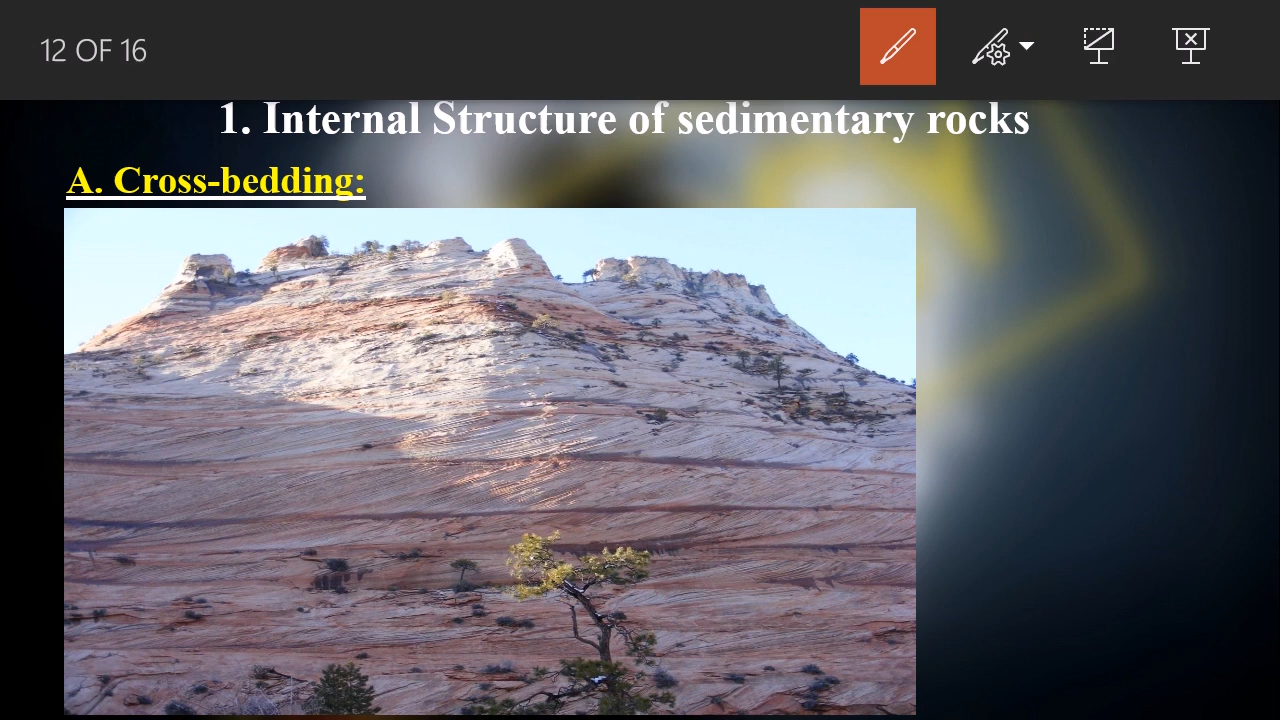 12 OF 16
1. Internal Structure of sedimentary rocks
A. Cross-bedding: